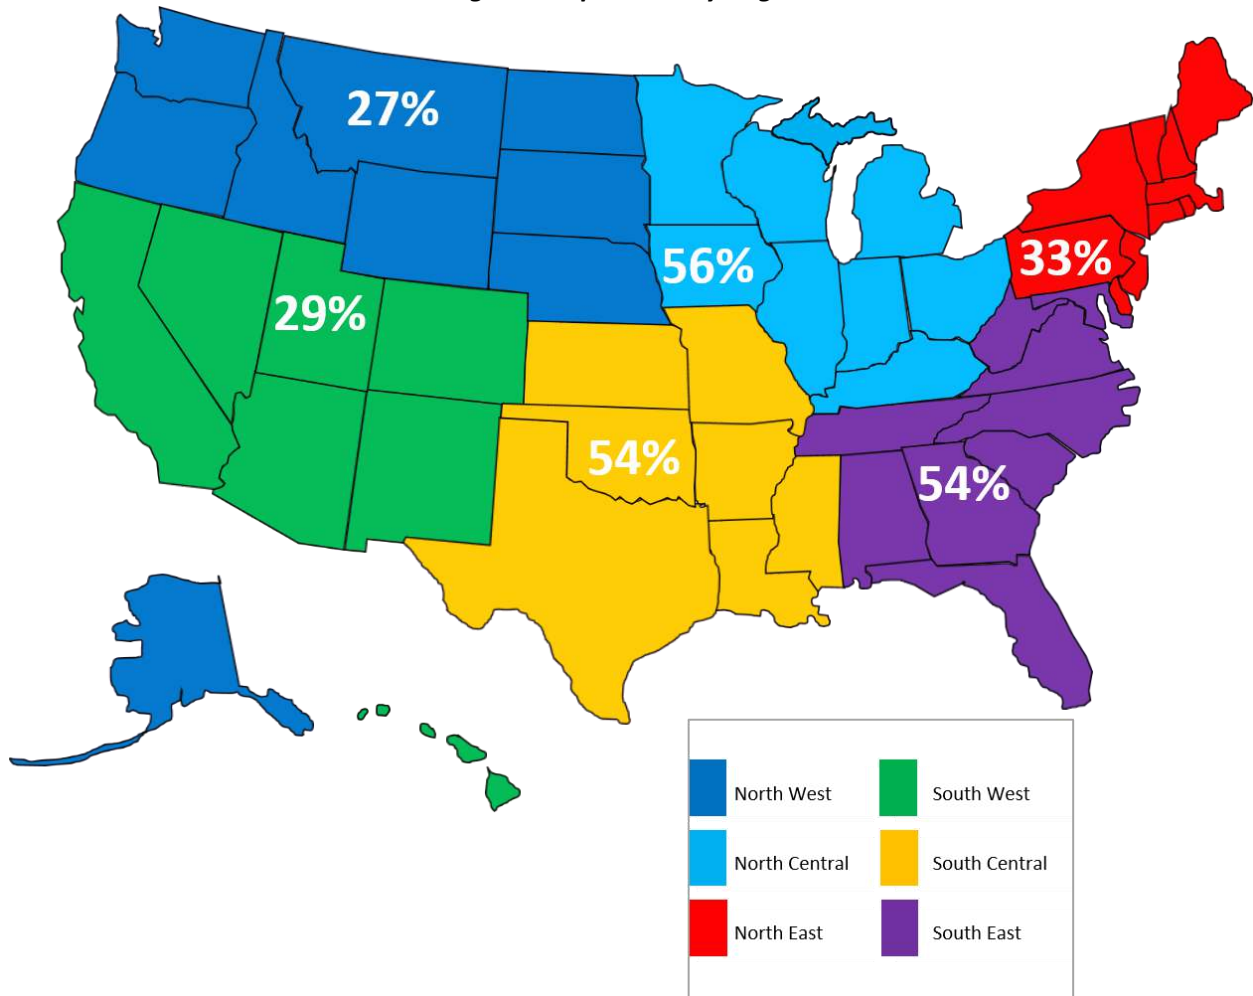 27%
56%
33%
29%
54%
54%
North West
South West
North Central
South Central
North East
South East